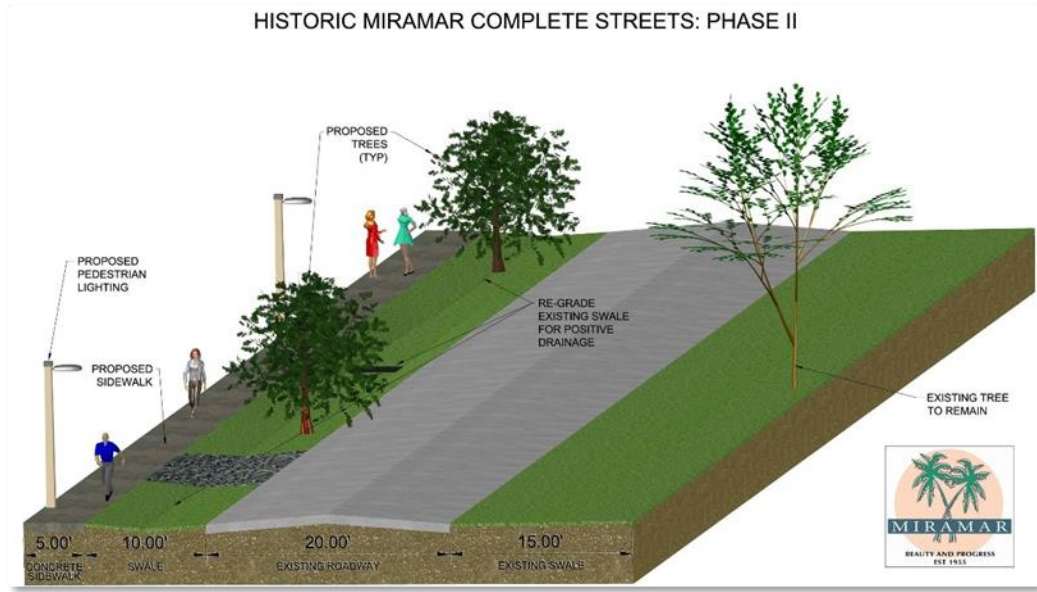 HISTORIC MIRAMAR COMPLETE STREETS: PHASE II
PROPOSED
TREES
(TYP)
PROPOSED
PEDESTRIAN
LIGHTING
RE-GRADE
EXISTING SWALE
FOR POSITIVE
DRAINAGE
PROPOSED
SIDEWALK
EXISTING TREE
TO REMAIN
MIRAMAR
BEAUTY AND PROGRESS
EST 1955
5.00' 10.00' 20.00' 15.00'
CONCRETE SWALE EXISTING ROADWAY EXISTING SWALE
SIDEWALK